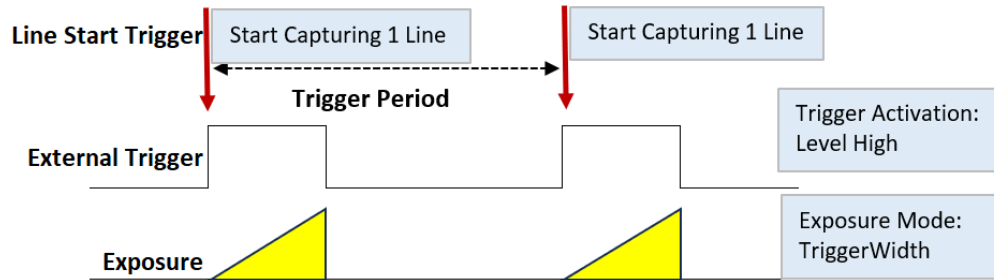 Line Start Trigger
Start Capturing 1 Line
Start Capturing 1 Line
Trigger Period
External Trigger
Trigger Activation:
Level High
Exposure
Exposure Mode:
TriggerWidth